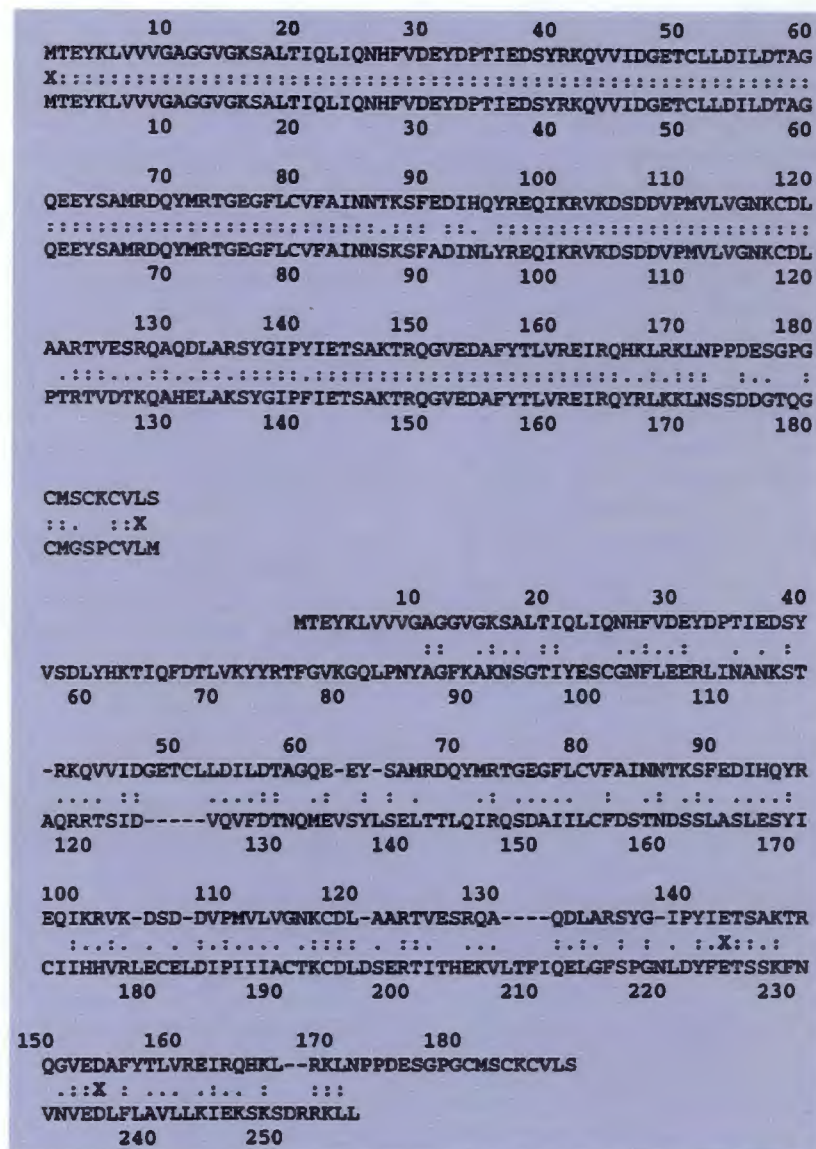 10 20 30 40 50 60
MTEYKLVVVGAGGVGKSALTIQLIQNHFVDEYDPTIEDSYRKQVVIDGETCLLDILDTAG
X:::::::::::::::::::::::::::::::::::::::::::::::::::::::::::
MTEYKLVVVGAGGVGKSALTIQLIQNHFVDEYDPTIEDSYRKQVVIDGETCLLDILDTAG
10 20 30 40 50 60
70 80 90 100 110 120
QEEYSAMRDQYMRTGEGFLCVFAINNTKSFEDIHQYREQIKRVKDSDDVPMVLVGNKCDL
::::::::::::::::::::::::::.::: ::. ::::::::::::::::::::::::
QEEYSAMRDQYMRTGEGFLCVFAINNSKSFADINLYREQIKRVKDSDDVPMVLVGNKCDL
70 80 90 100 110 120
130 140 150 160 170 180
AARTVESRQAQDLARSYGIPYIETSAKTRQGVEDAFYTLVREIRQHKLRKLNPPDESGPG
.:::...::..::.:::::.::::::::::::::::::::::::..:.::: :.. :
PTRTVDTKQAHELAKSYGIPFIETSAKTRQGVEDAFYTLVREIRQYRLKKLNSSDDGTQG
130 140 150 160 170 180
CMSCKCVLS
::. ::X
CMGSPCVLM
10 20 30 40
MTEYKLVVVGAGGVGKSALTIQLIQNHFVDEYDPTIEDSY
:: .:. :: :.. :.:. . . :
VSDLYHKTIQFDTLVKYYRTFGVKGQLPNYAGFKAKNSGTIYESCGNFLEERLINANKST
60 70 80 90 100 110
50 60 70 80 90
-RKQVVIDGETCLLDILDTAGQE-EY-SAMRDQYMRTGEGFLCVFAINNTKSFEDIHQYR
.... :: ....:: .: : : . .: .... : .: :. ....:
AQRRTSID-----VQVFDTNQMEVSYLSELTTLQIRQSDAIILCFDSTNDSSLASLESYI
120 130 140 150 160 170
100 110 120 130 140
EQIKRVK-DSD-DVPMVLVGNKCDL-AARTVESRQA----QDLARSYG-IPYIETSAKTR
:..: . . .:.:.... .:::: . :.. .:.: : . :.X::.:
CIIHHVRLECELDIPIIIACTKCDLDSERTITHEKVLTFIQELGFSPGNLDYFETSSKFN
180 190 200 210 220 230
150 160 170 180
QGVEDAFYTLVREIRQHKL--RKLNPPDESGPGCMSCKCVLS
.::X : :.. .:.. : :::
VNVEDLFLAVLLKIEKSKSDRRKLL
240 250